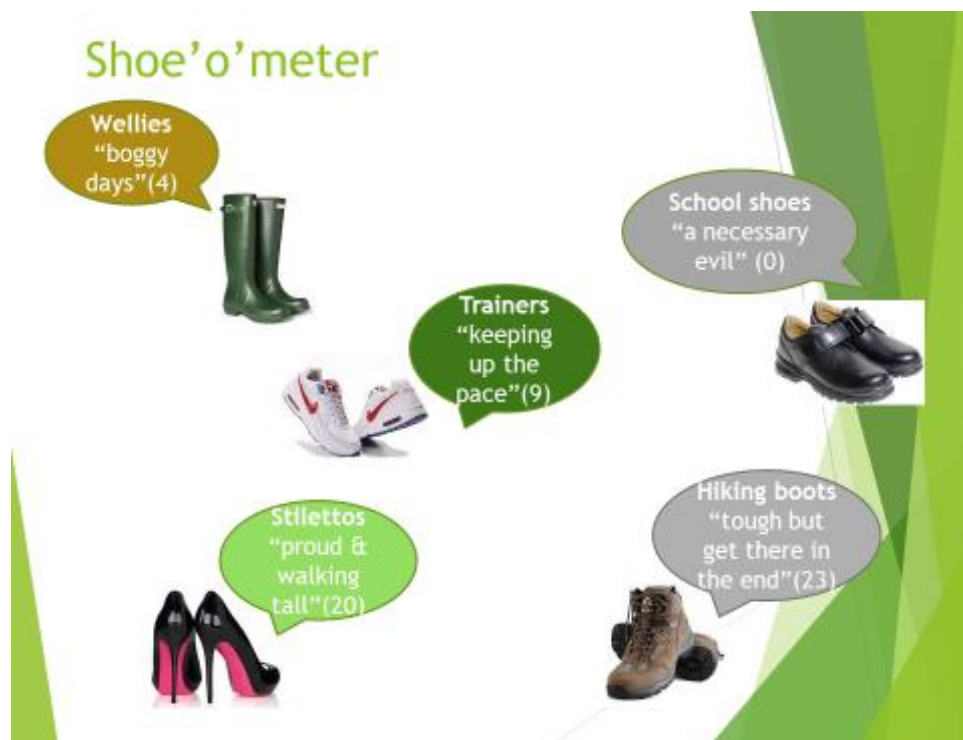 Shoe’o’meter
Wellies
“boggy
days”(4)
School shoes
“a necessary
evil” (0)
Trainers
“keeping
up the
pace”(9)
Stilettos
“proud &
walking
tall”(20)
Hiking boots
“tough but
get there in
the end”(23)